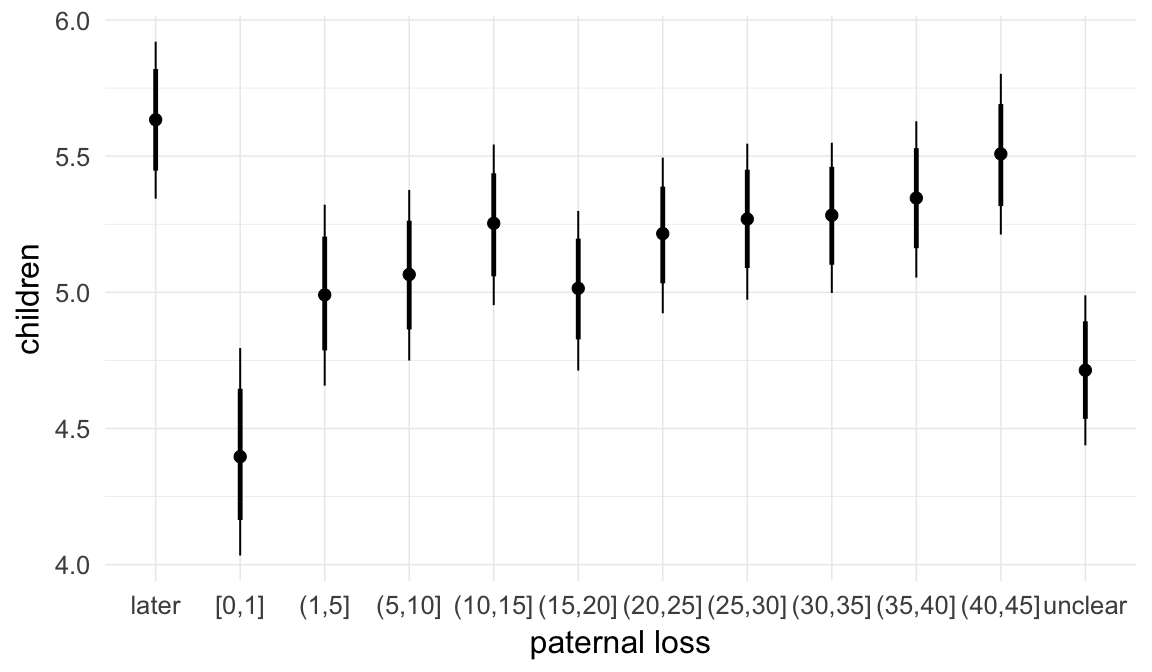 6.0
5.5
5.0
4.5
4.0
children
later [0,1] (1,5] (5,10] (10,15] (15,20] (20,25] (25,30] (30,35] (35,40] (40,45] unclear
paternal loss